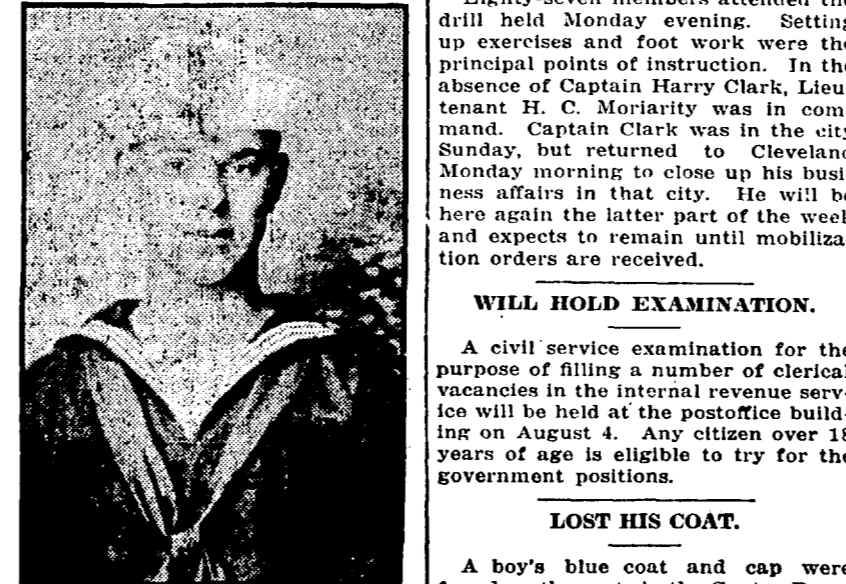 Eighty-seven members attended the
drill held Monday evening. Setting
up exercises and foot work were the
principal points of instruction. In the
absence of Captain Harry Clark, Lieu
tenant H. C. Moriarity was in com
mand. Captain Clark was in the city
Sunday, but returned to Cleveland
Monday morning to close up his busi
ness affairs in that city. He will be
here again the latter part of the week
and expects to remain until mobiliza
tion orders are received.
WILL HOLD EXAMINATION.
A civil service examination for the
purpose of filling a number of clerical
vacancies in the internal revenue serv-
ice will be held at the postoffice build-
ing on August 4. Any citizen over 18
years of age is eligible to try for the
government positions.
LOST HIS COAT.
A boy's blue coat and cap were